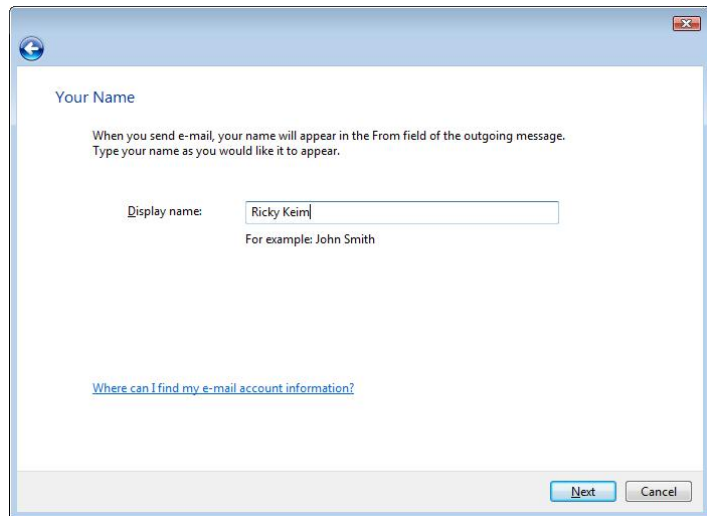 Your Name
When you send e-mail, your name will appear in the From field of the outgoing message.
Type your name as you would like it to appear.
Display name: Ricky Keim
For example: John Smith
Where can I find my e-mail account information?
Next Cancel